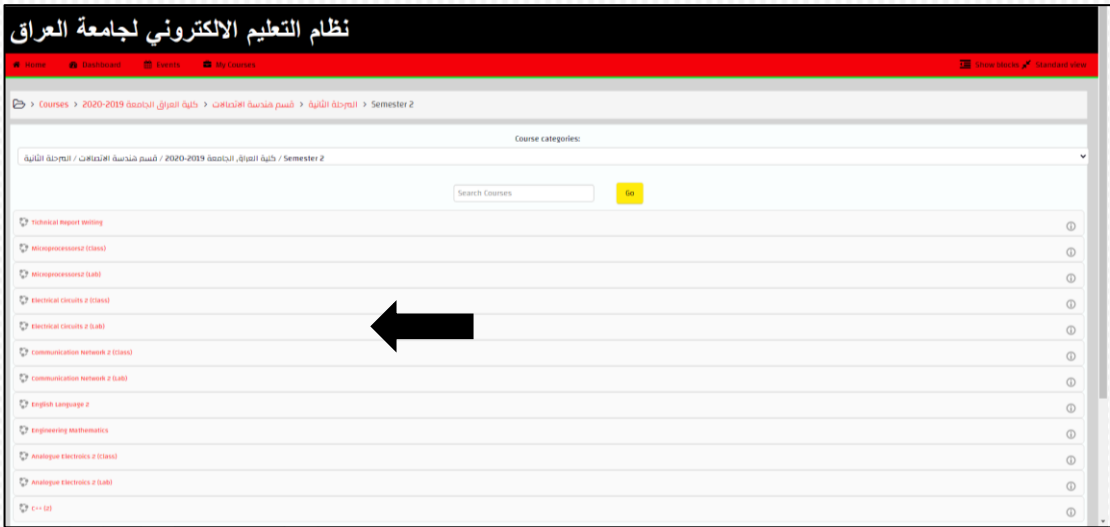 نظام التعليم الالكتروني لجامعة العراق
Home Dashboard Events My Courses Show blocks Standard view
Courses > كلية العراق الجامعة 2019-2020 > قسم هندسة الاتصالات > المرحلة الثانية > Semester 2
Course categories:
كلية العراق الجامعة 2019-2020 / قسم هندسة الاتصالات / المرحلة الثانية / Semester 2
Search Courses Go
Tichnical Report Writing
Microprocessors2 (Class)
Microprocessors2 (Lab)
Electrical Circuits 2 (Class)
Electrical Circuits 2 (Lab)
Communication Network 2 (Class)
Communication Network 2 (Lab)
English Language 2
Engineering Mathematics
Analogue Electroics 2 (Class)
Analogue Electroics 2 (Lab)
C++ (2)